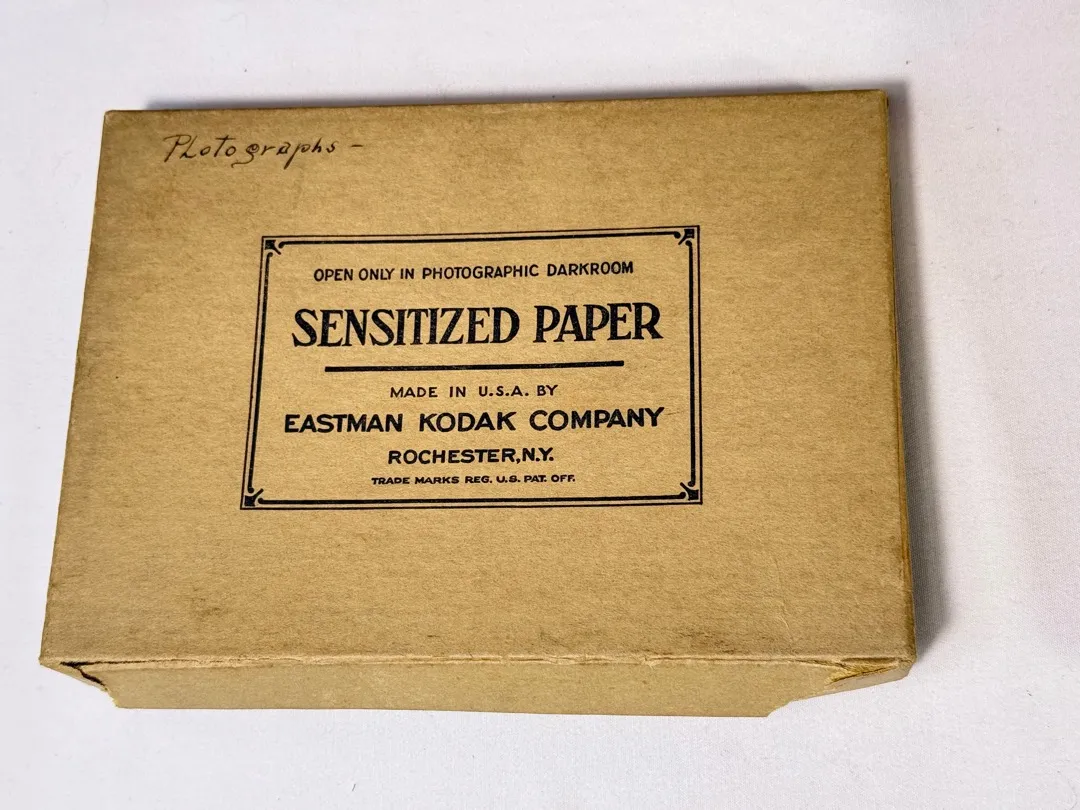 Photographs -
OPEN ONLY IN PHOTOGRAPHIC DARKROOM
SENSITIZED PAPER
MADE IN U.S.A. BY
EASTMAN KODAK COMPANY
ROCHESTER, N.Y.
TRADE MARKS REG. U.S. PAT. OFF.